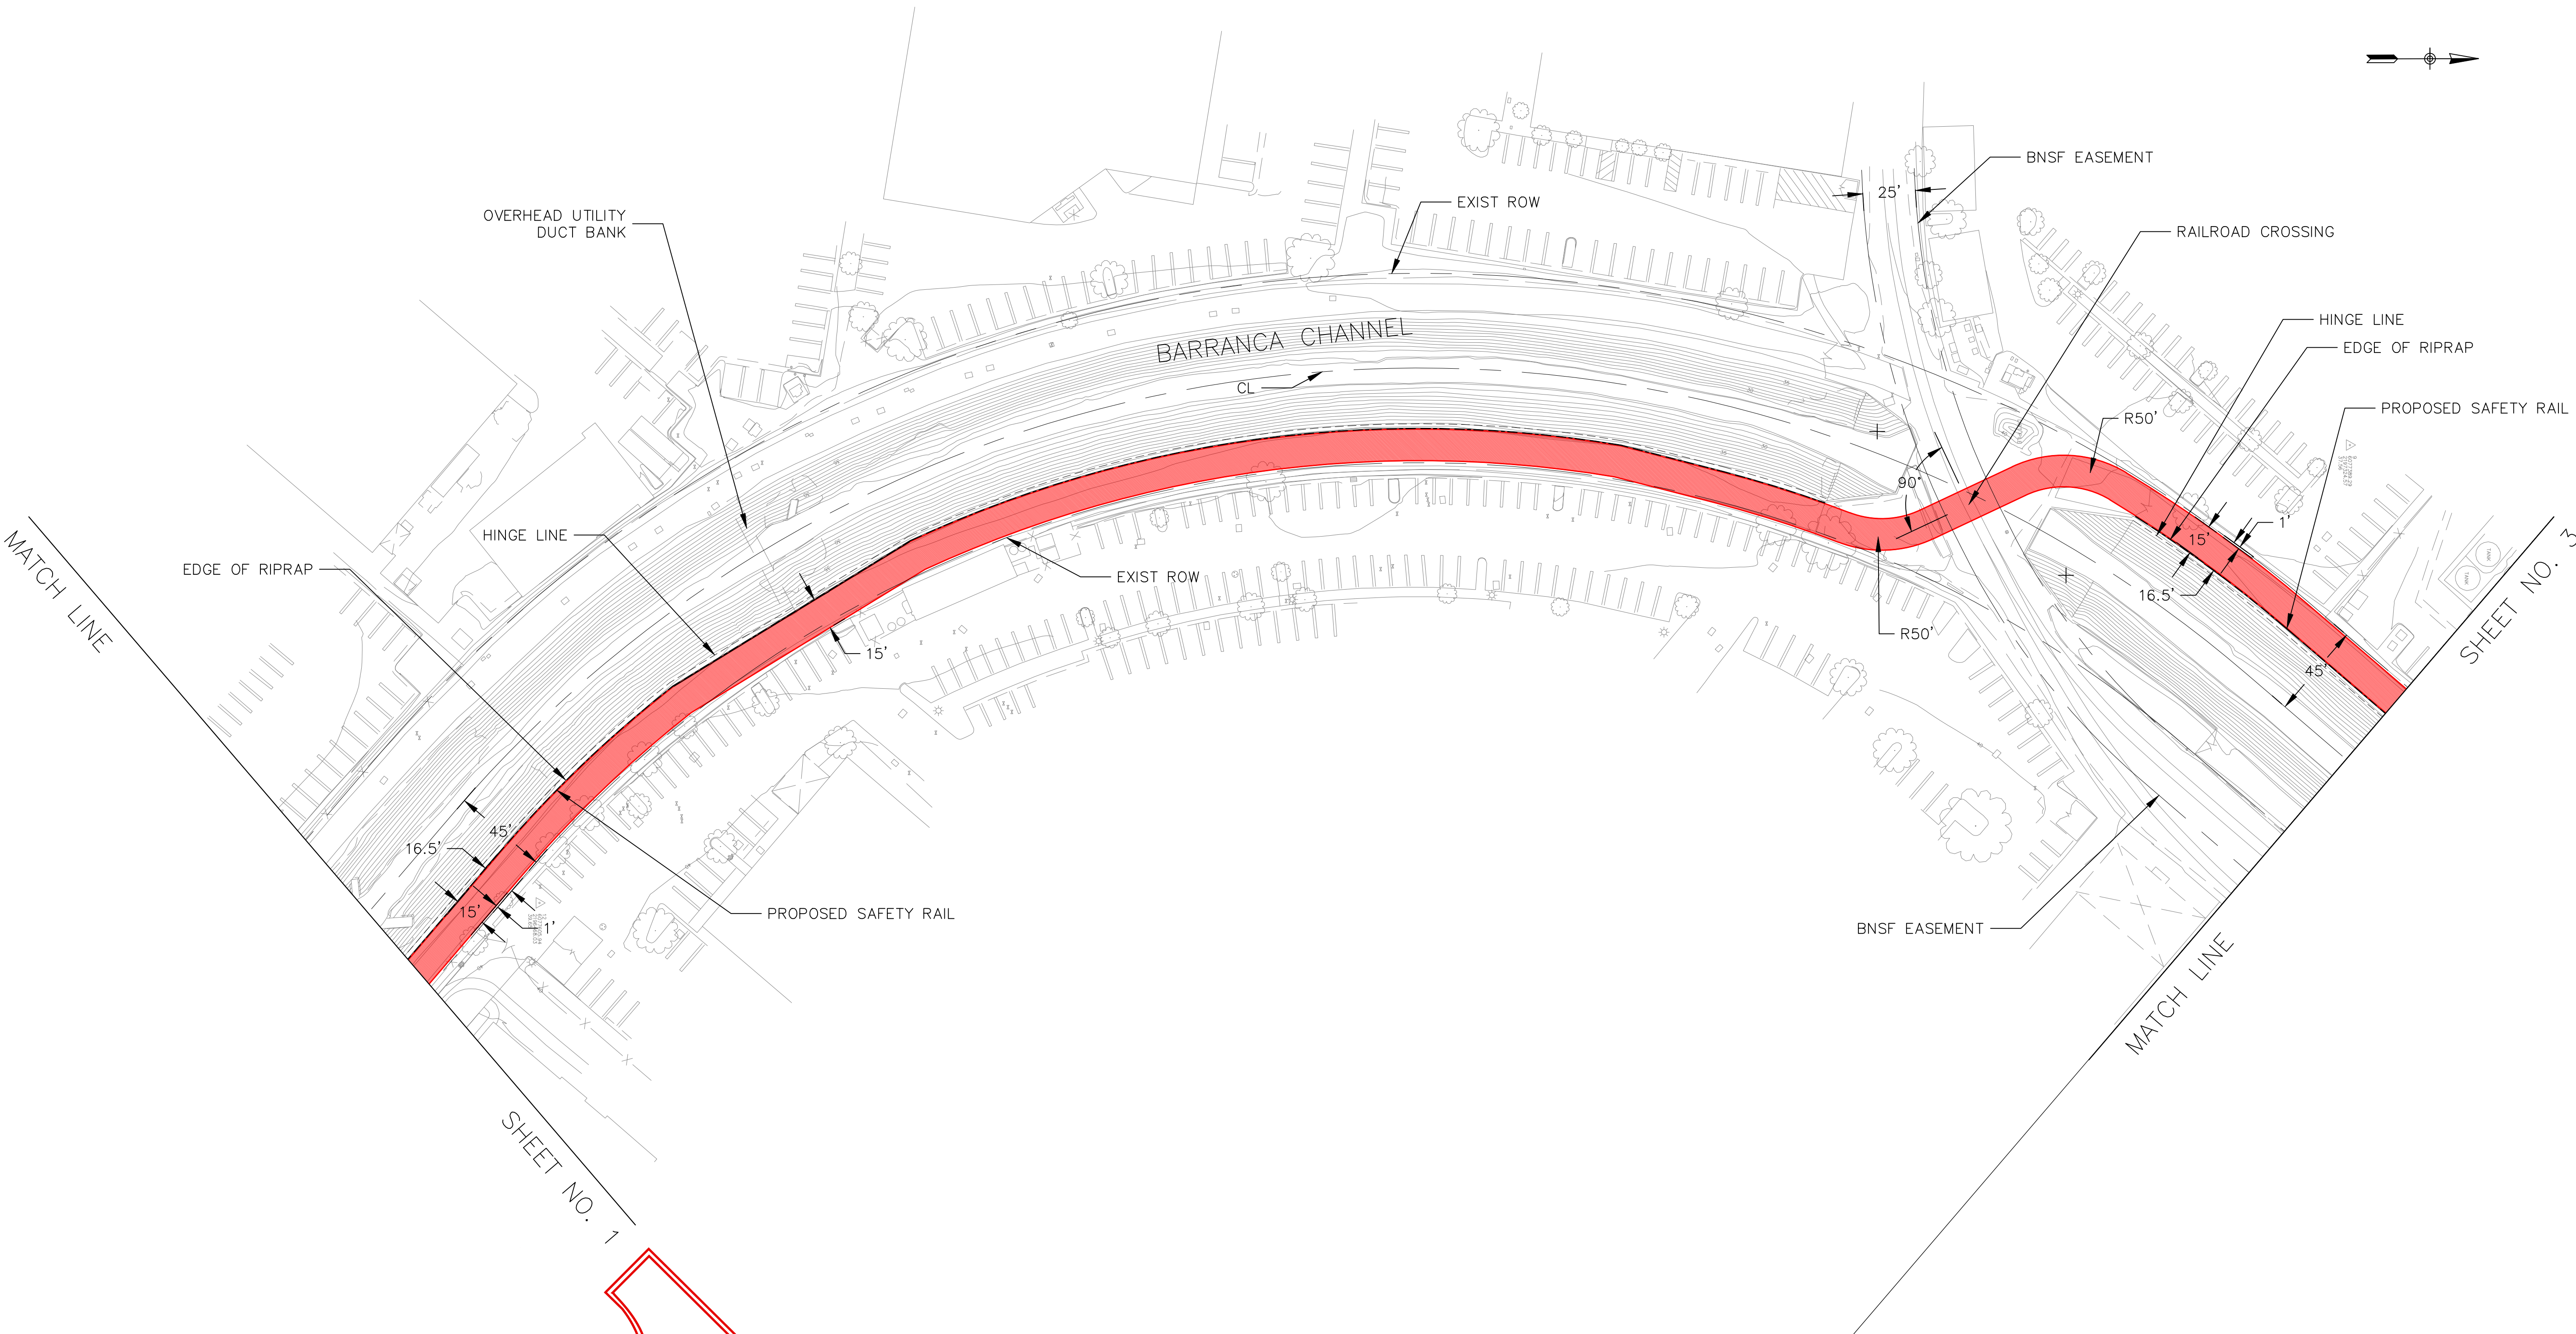 BNSF EASEMENT
25'
EXIST ROW
OVERHEAD UTILITY
DUCT BANK
RAILROAD CROSSING
HINGE LINE
BARRANCA CHANNEL
EDGE OF RIPRAP
CL
PROPOSED SAFETY RAIL
R50'
90°
HINGE LINE
1'
15'
MATCH LINE
EDGE OF RIPRAP
EXIST ROW
16.5'
SHEET NO. 3
R50'
15'
45'
45'
16.5'
15'
1'
PROPOSED SAFETY RAIL
BNSF EASEMENT
MATCH LINE
SHEET NO. 1
TANK
TANK